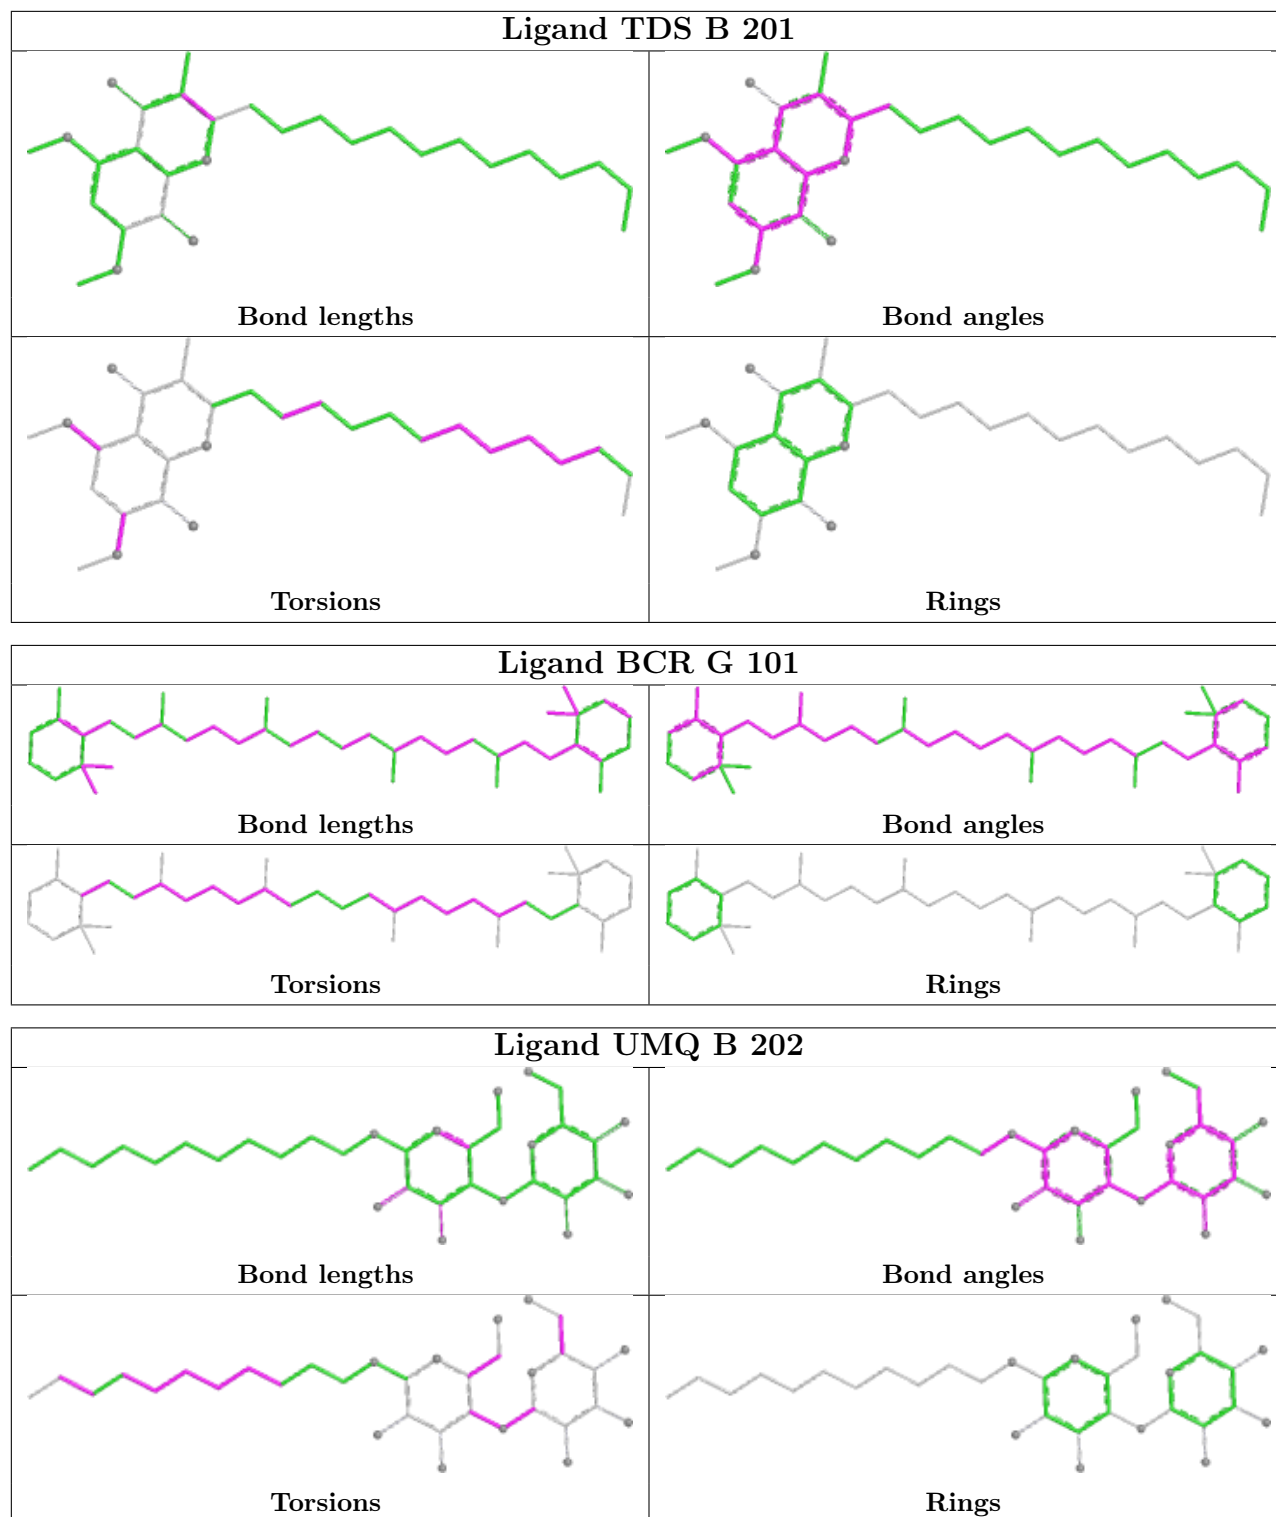 Ligand TDS B 201
Bond lengths
Bond angles
Torsions
Rings
Ligand BCR G 101
Bond lengths
Bond angles
Torsions
Rings
Ligand UMQ B 202
Bond lengths
Bond angles
Torsions
Rings